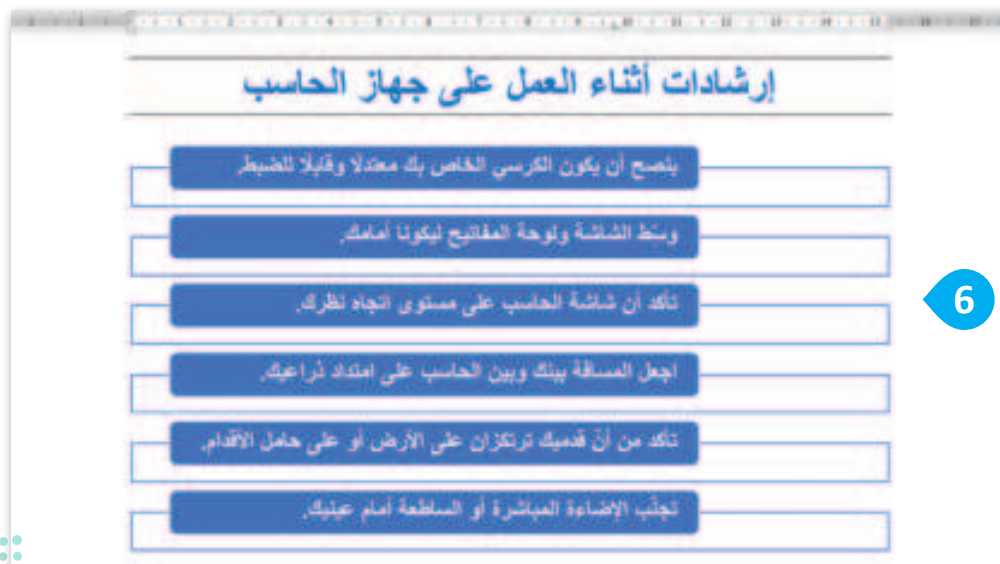 إرشادات أثناء العمل على جهاز الحاسب
ينصح أن يكون الكرسي الخاص بك معتدلًا وقابلًا للضبط.
وسّط الشاشة ولوحة المفاتيح ليكونا أمامك.
تأكد أن شاشة الحاسب على مستوى اتجاه نظرك.
اجعل المسافة بينك وبين الحاسب على امتداد ذراعيك.
تأكد من أنّ قدميك ترتكزان على الأرض أو على حامل الأقدام.
تجنّب الإضاءة المباشرة أو الساطعة أمام عينيك.
6